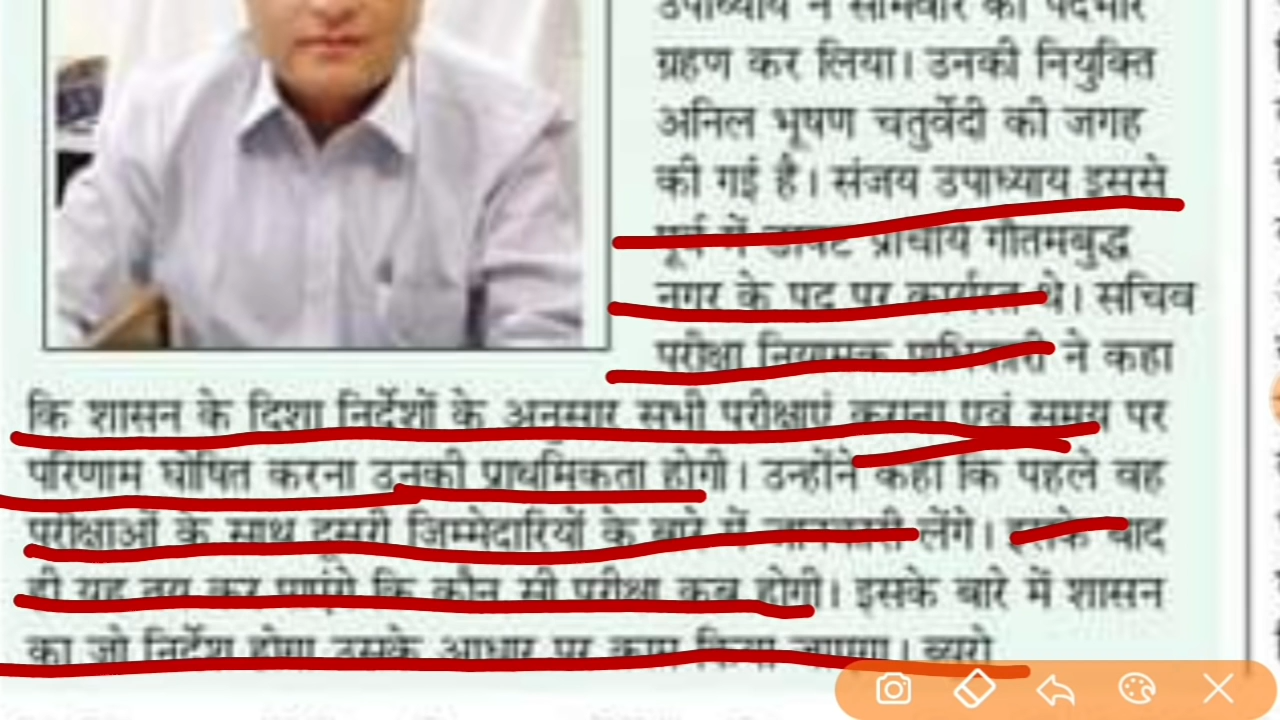 उपाध्याय ने सोमवार को पदभार
ग्रहण कर लिया। उनकी नियुक्ति
अनिल भूषण चतुर्वेदी की जगह
की गई है। संजय उपाध्याय इससे
पूर्व में डायट प्राचार्य गौतमबुद्ध
नगर के पद पर कार्यरत थे। सचिव
परीक्षा नियामक प्राधिकारी ने कहा
कि शासन के दिशा निर्देशों के अनुसार सभी परीक्षाएं कराना एवं समय पर
परिणाम घोषित करना उनकी प्राथमिकता होगी। उन्होंने कहा कि पहले वह
परीक्षाओं के साथ दूसरी जिम्मेदारियों के बारे में जानकारी लेंगे। इसके बाद
ही यह तय कर पाएंगे कि कौन सी परीक्षा कब होगी। इसके बारे में शासन
का जो निर्देश होगा उसके आधार पर काम किया जाएगा। ब्यूरो